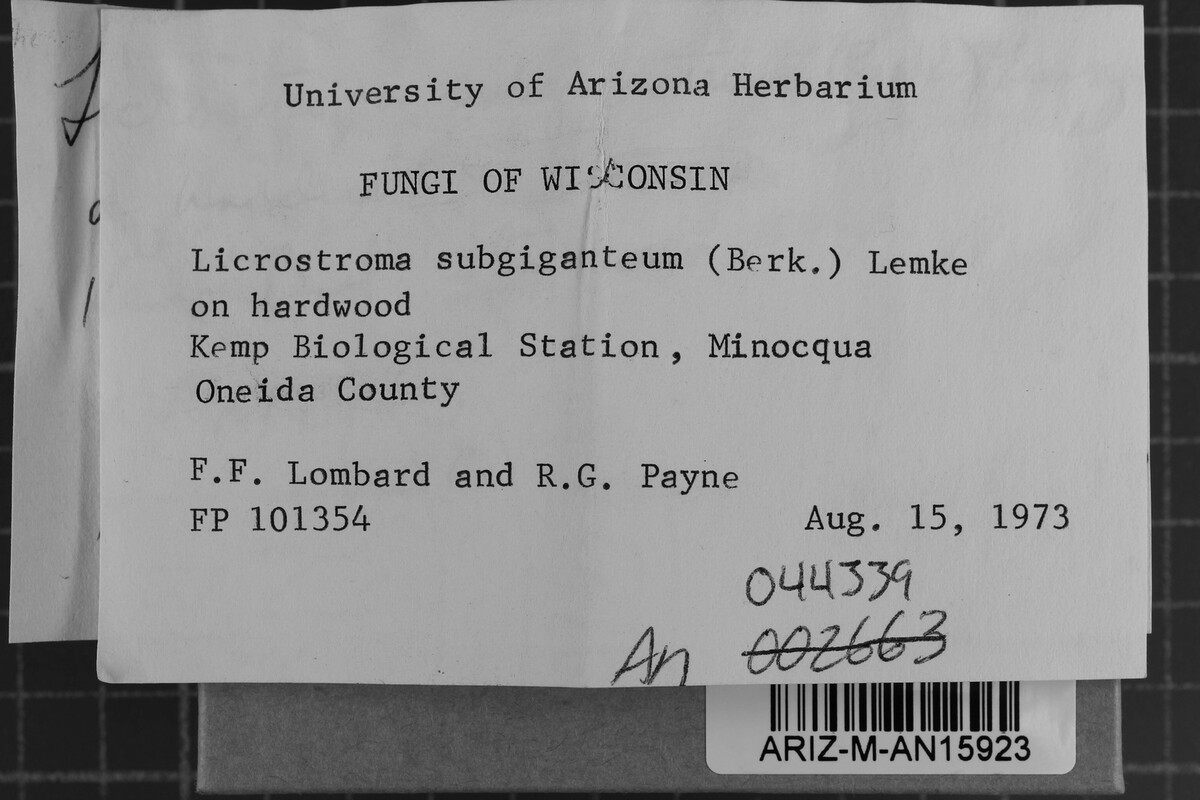 University of Arizona Herbarium
FUNGI OF WISCONSIN
Licrostroma subgiganteum (Berk.) Lemke
on hardwood
Kemp Biological Station, Minocqua
Oneida County
F.F. Lombard and R.G. Payne
FP 101354
Aug. 15, 1973
044339
An 002663
ARIZ-M-AN15923